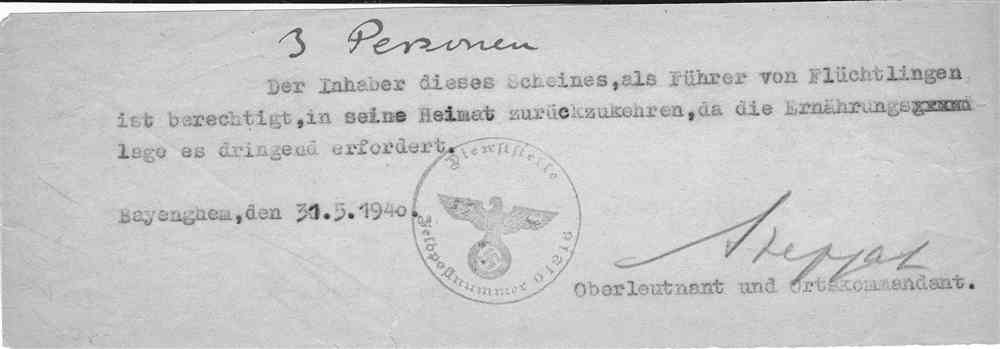 3 Personen
Der Inhaber dieses Scheines,als Führer von Flüchtlingen
ist berechtigt,in seine Heimat zurückzukehren,da die Ernährungs
lage es dringend erfordert.
Bayenghem,den 31.5.1940.
Dienststelle
Feldpostnummer 01216
Oberleutnant und Ortskommandant.